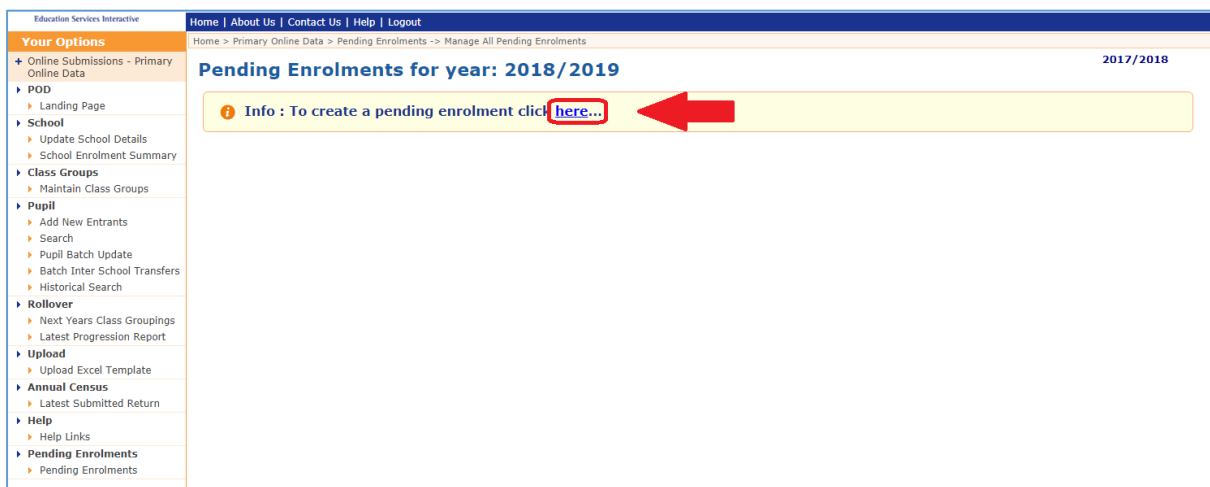 Education Services Interactive
Home | About Us | Contact Us | Help | Logout
Your Options
Home > Primary Online Data > Pending Enrolments -> Manage All Pending Enrolments
2017/2018
Pending Enrolments for year: 2018/2019
Info : To create a pending enrolment click here...
Online Submissions - Primary
Online Data
POD
Landing Page
School
Update School Details
School Enrolment Summary
Class Groups
Maintain Class Groups
Pupil
Add New Entrants
Search
Pupil Batch Update
Batch Inter School Transfers
Historical Search
Rollover
Next Years Class Groupings
Latest Progression Report
Upload
Upload Excel Template
Annual Census
Latest Submitted Return
Help
Help Links
Pending Enrolments
Pending Enrolments